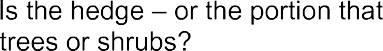 Is the hedge – or the portion that
trees or shrubs?